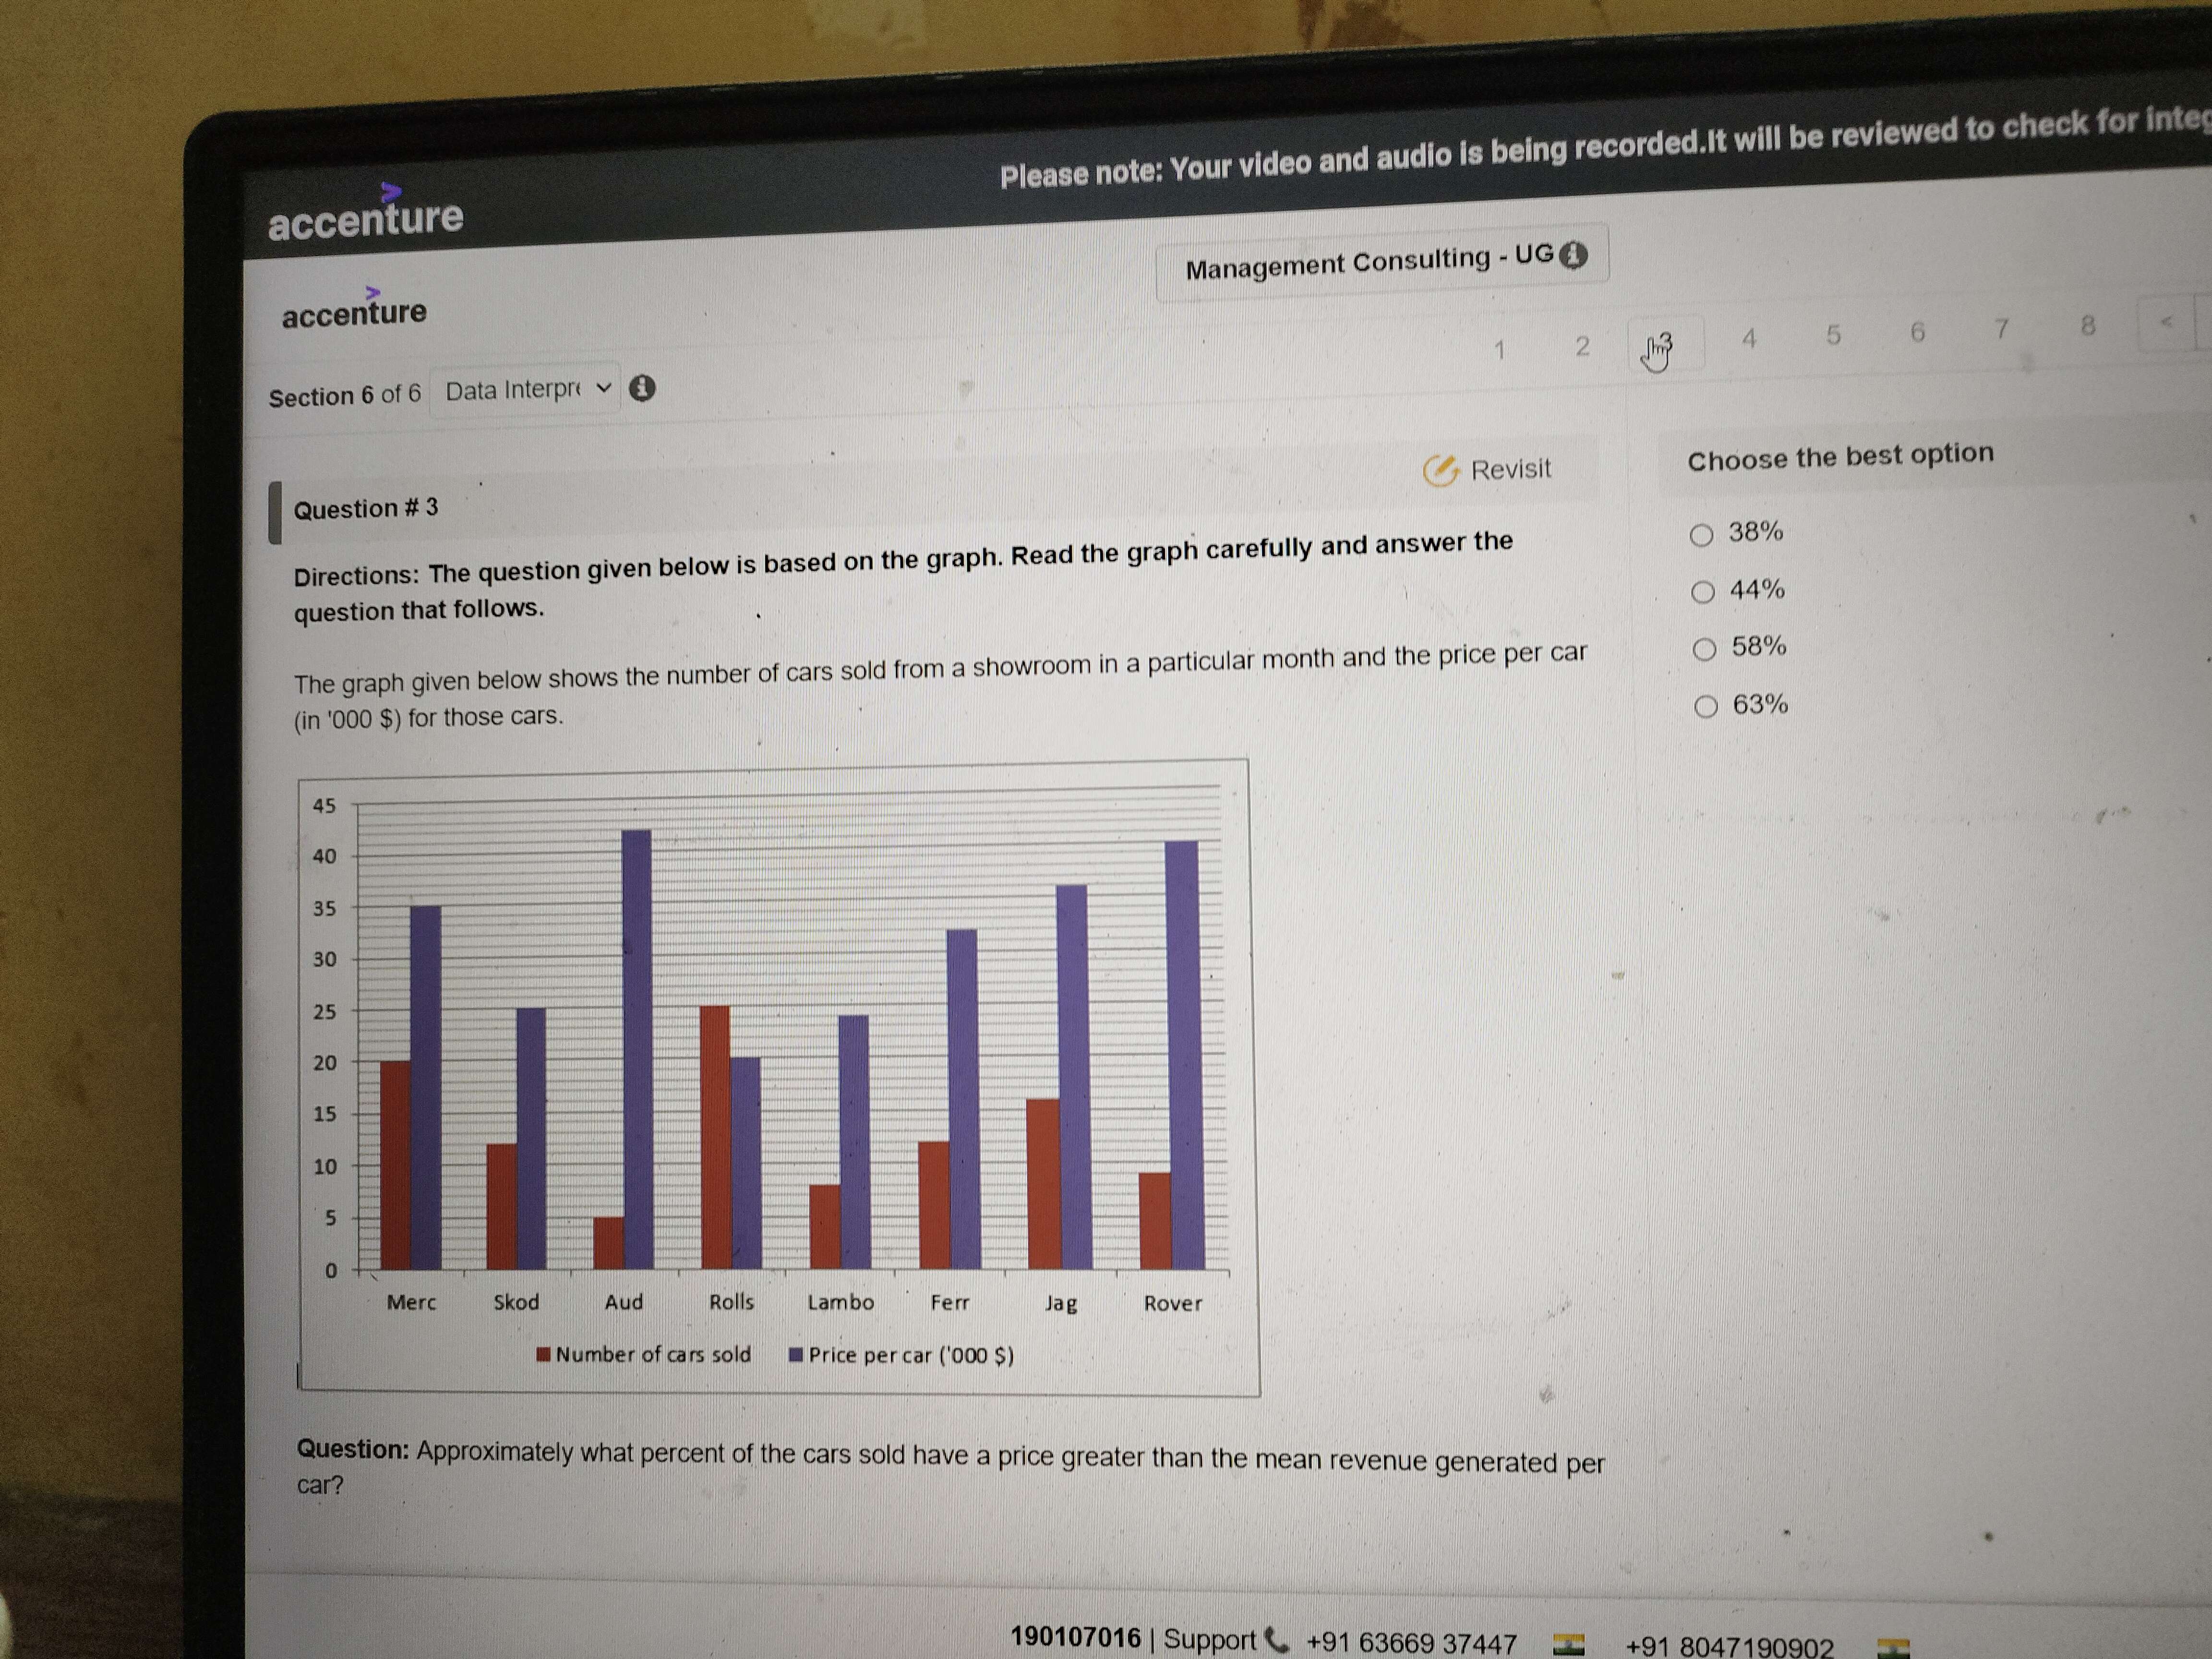 Please note: Your video and audio is being recorded.It will be reviewed to check for integ
accenture
Management Consulting - UG
accenture
1 2 3 4 5 6 7 8 <
Section 6 of 6 Data Interpre
Revisit
Choose the best option
Question # 3
38%
44%
58%
63%
Directions: The question given below is based on the graph. Read the graph carefully and answer the
question that follows.
The graph given below shows the number of cars sold from a showroom in a particular month and the price per car
(in '000 $) for those cars.
45
40
35
30
25
20
15
10
5
0
Merc Skod Aud Rolls Lambo Ferr Jag Rover
Number of cars sold Price per car ('000 $)
Question: Approximately what percent of the cars sold have a price greater than the mean revenue generated per
car?
190107016 | Support +91 63669 37447 +91 8047190902